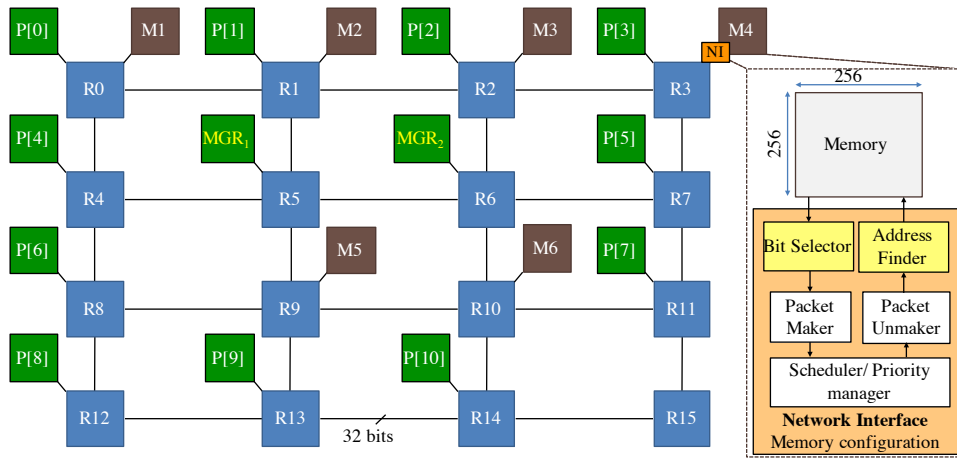 P[0]
M1
P[1]
M2
P[2]
M3
P[3]
M4
NI
R0
R1
R2
R3
256
256
Memory
P[4]
MGR1
MGR2
P[5]
R4
R5
R6
R7
Bit Selector
Address
Finder
P[6]
M5
M6
P[7]
R8
R9
R10
R11
Packet
Maker
Packet
Unmaker
P[8]
P[9]
P[10]
Scheduler/ Priority
manager
R12
R13
R14
R15
32 bits
Network Interface
Memory configuration